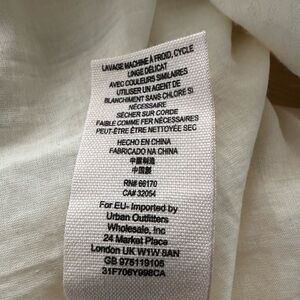 LAVAGE MACHINE À FROID, CYCLE
LINGE DÉLICAT
AVEC COULEURS SIMILAIRES
UTILISER UN AGENT DE
BLANCHIMENT SANS CHLORE SI
NÉCESSAIRE
SÉCHER SUR CORDE
FAIBLE COMME FER NÉCESSAIRES
PEUT-ÊTRE ÊTRE NETTOYÉE SEC
HECHO EN CHINA
FABRICADO NA CHINA
中國製造
中国製
RN# 66170
CA# 32054
For EU- Imported by
Urban Outfitters
Wholesale, Inc
24 Market Place
London UK W1W 8AN
GB 975119105
31F706Y998CA